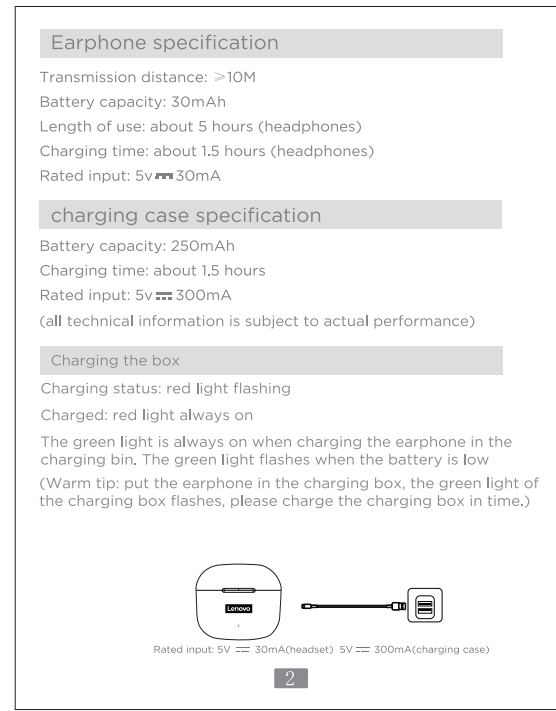 Earphone specification
Transmission distance: ≥10M
Battery capacity: 30mAh
Length of use: about 5 hours (headphones)
Charging time: about 1.5 hours (headphones)
Rated input: 5v⎓30mA
charging case specification
Battery capacity: 250mAh
Charging time: about 1.5 hours
Rated input: 5v⎓300mA
(all technical information is subject to actual performance)
Charging the box
Charging status: red light flashing
Charged: red light always on
The green light is always on when charging the earphone in the
charging bin. The green light flashes when the battery is low
(Warm tip: put the earphone in the charging box, the green light of
the charging box flashes, please charge the charging box in time.)
Lenovo
Rated input: 5V ⎓ 30mA(headset) 5V ⎓ 300mA(charging case)
2